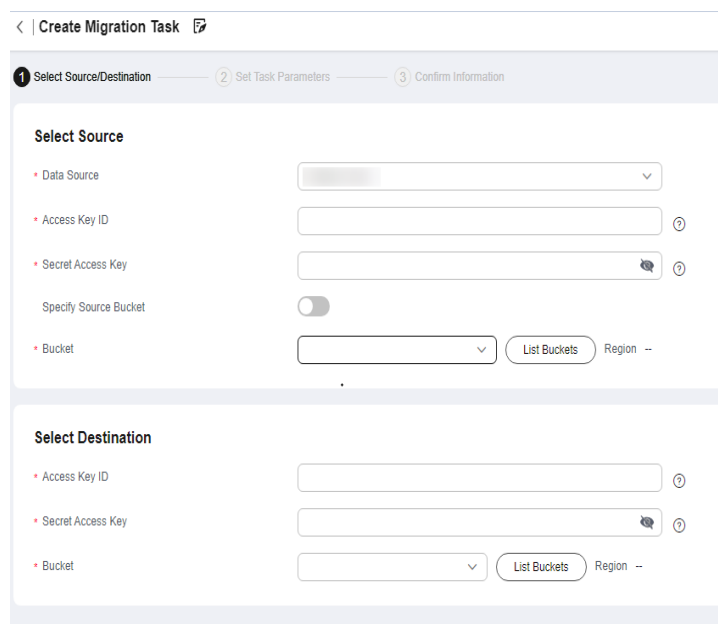 Create Migration Task
1 Select Source/Destination 2 Set Task Parameters 3 Confirm Information
Select Source
* Data Source
* Access Key ID ?
* Secret Access Key ?
Specify Source Bucket
* Bucket List Buckets Region --
Select Destination
* Access Key ID ?
* Secret Access Key ?
* Bucket List Buckets Region --